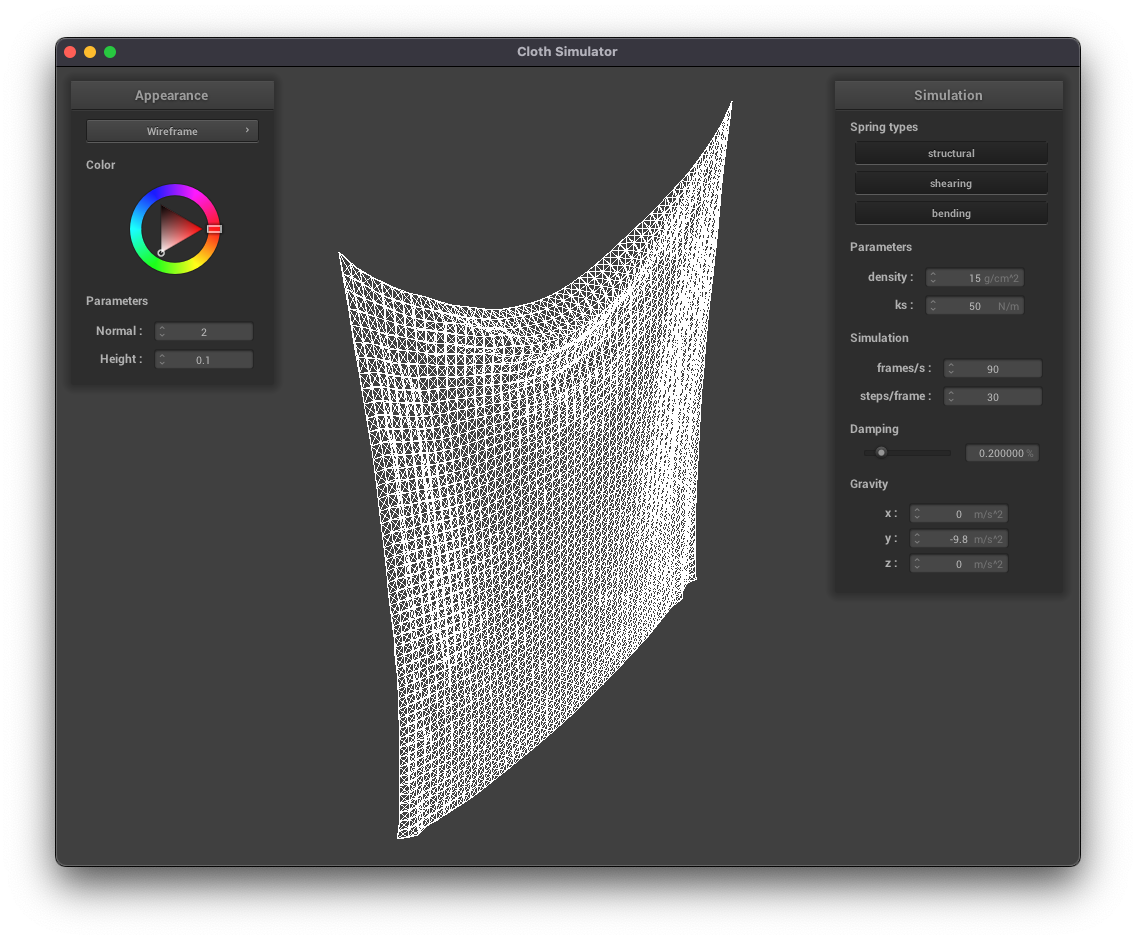 Cloth Simulator
Appearance
Wireframe
Color
Parameters
Normal : 2
Height : 0.1
Simulation
Spring types
structural
shearing
bending
Parameters
density : 15 g/cm^2
ks : 50 N/m
Simulation
frames/s : 90
steps/frame : 30
Damping
0.200000 %
Gravity
x : 0 m/s^2
y : -9.8 m/s^2
z : 0 m/s^2